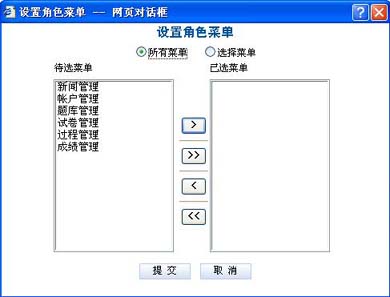 设置角色菜单 -- 网页对话框
设置角色菜单
所有菜单 选择菜单
待选菜单 已选菜单
新闻管理
帐户管理
题库管理
试卷管理
过程管理
成绩管理
>
>>
<
<<
提 交 取 消